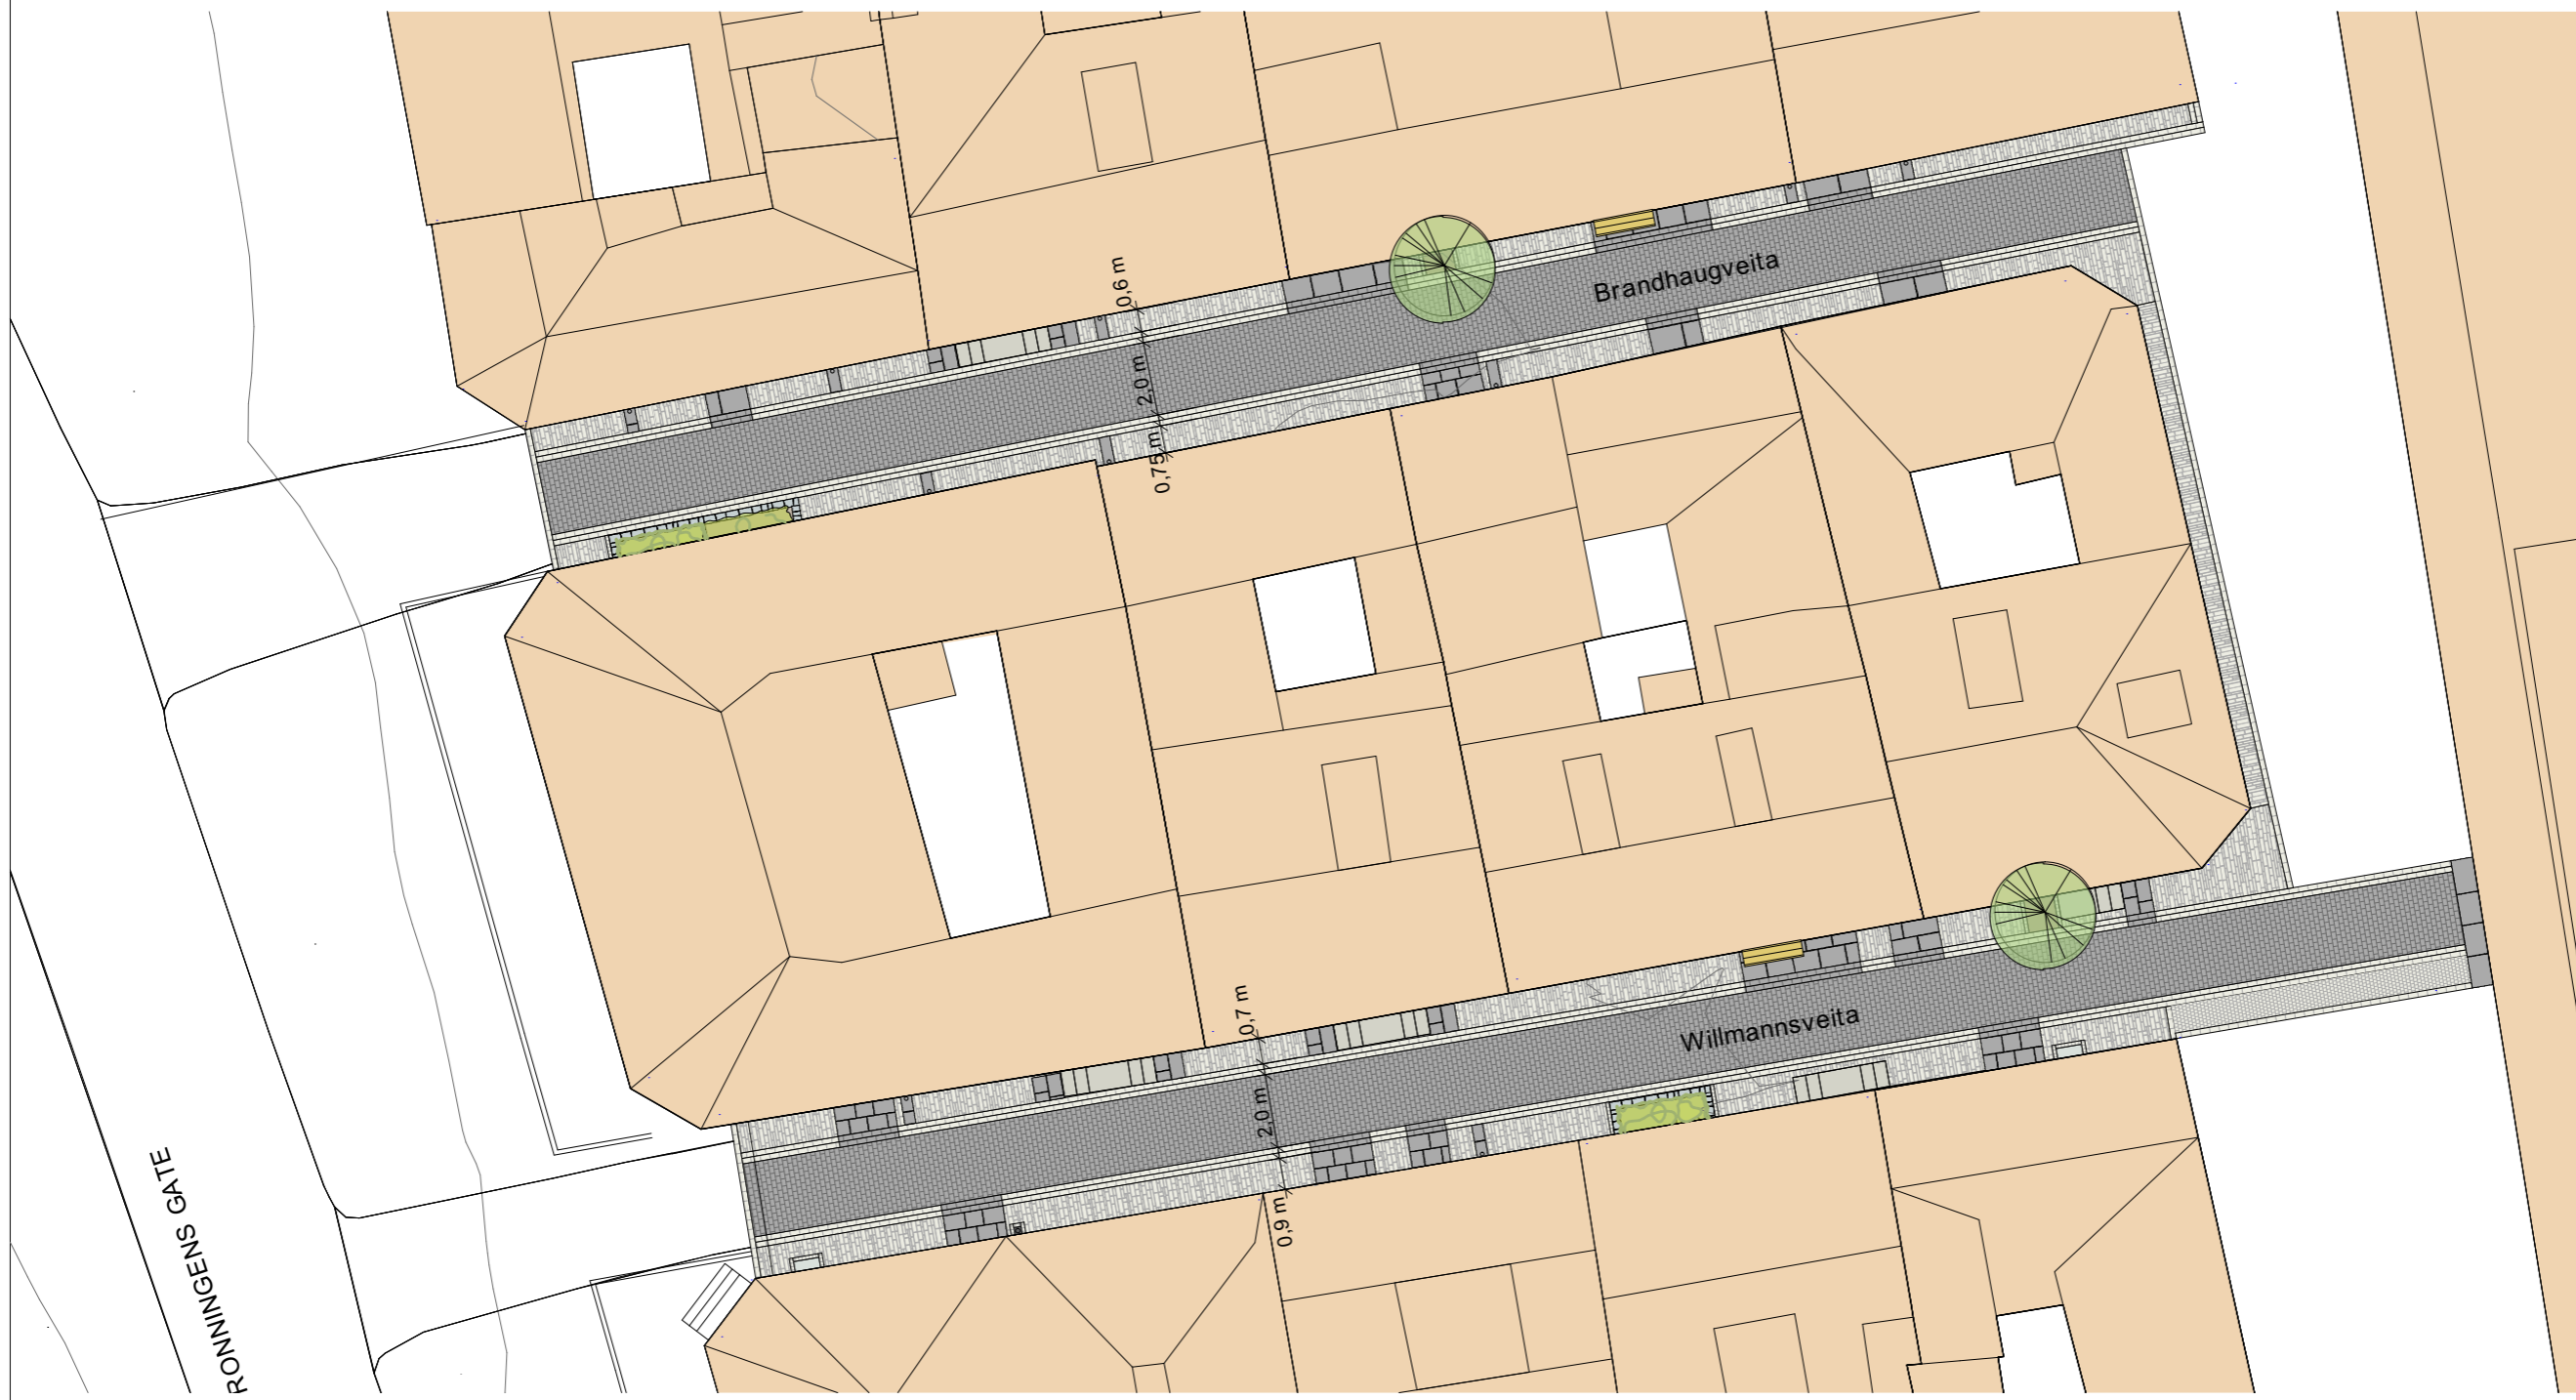 0,6 m
Brandhaugveita
2,0 m
0,75 m
0,7 m
Willmannsveita
2,0 m
0,9 m
RONNINGENS GATE